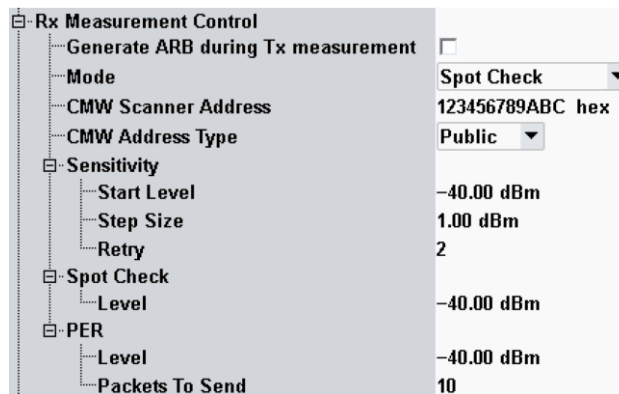 Rx Measurement Control
Generate ARB during Tx measurement
Mode Spot Check
CMW Scanner Address 123456789ABC hex
CMW Address Type Public
Sensitivity
Start Level −40.00 dBm
Step Size 1.00 dBm
Retry 2
Spot Check
Level −40.00 dBm
PER
Level −40.00 dBm
Packets To Send 10